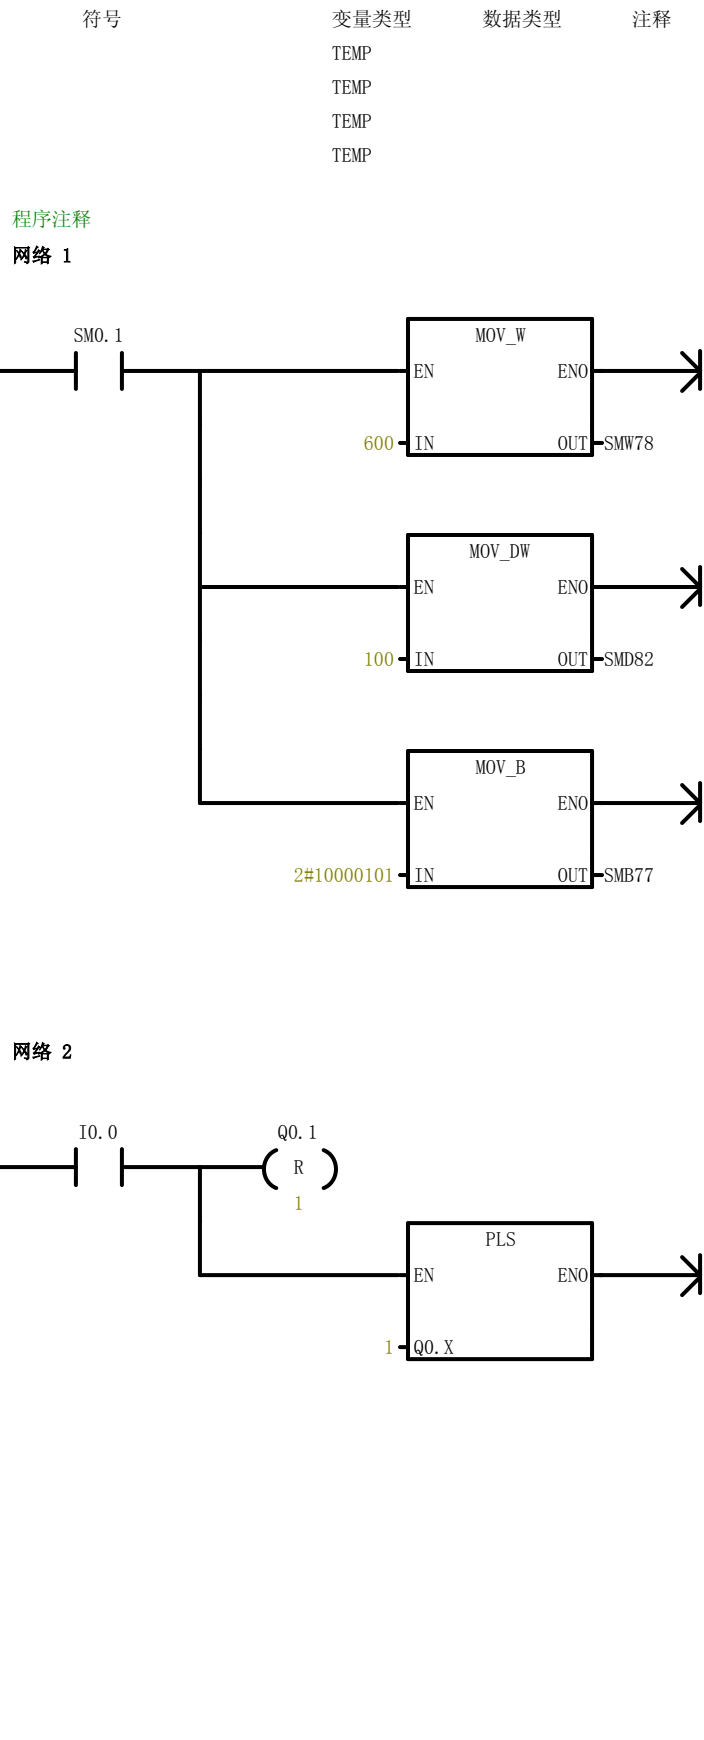 符号 变量类型 数据类型 注释
TEMP
TEMP
TEMP
TEMP
程序注释
网络 1
SM0.1
MOV_W
EN ENO
600 IN OUT SMW78
MOV_DW
EN ENO
100 IN OUT SMD82
MOV_B
EN ENO
2#10000101 IN OUT SMB77
网络 2
I0.0 Q0.1
R
1
PLS
EN ENO
1 Q0.X